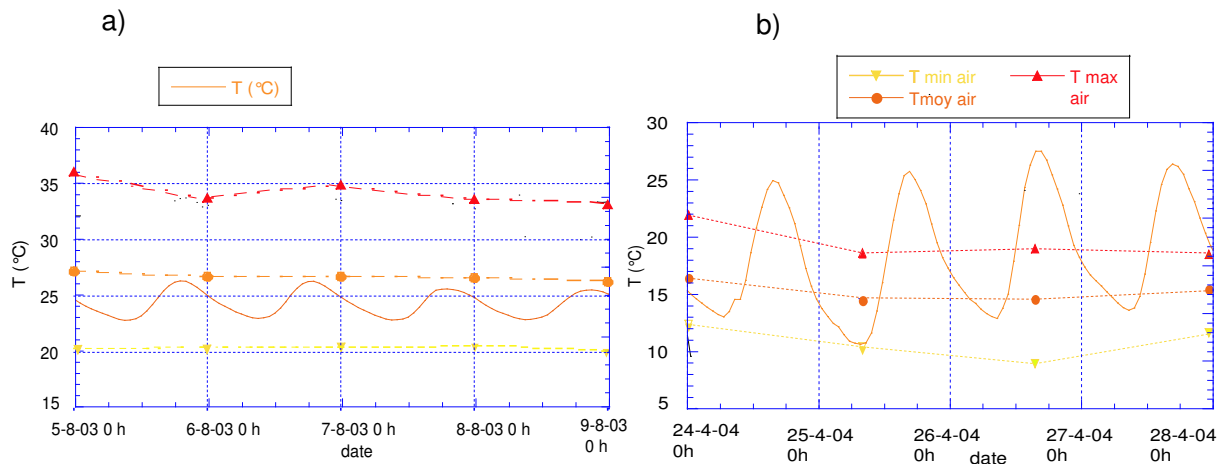 a)
T (°C)
40
35
30
25
20
15
T (°C)
5-8-03 0 h
6-8-03 0 h
7-8-03 0 h
8-8-03 0 h
9-8-03
0 h
date
b)
T min air
T max
air
Tmoy air
30
25
20
15
10
5
T (°C)
24-4-04
0h
25-4-04
0h
26-4-04
0h
27-4-04
0h
28-4-04
0h
date